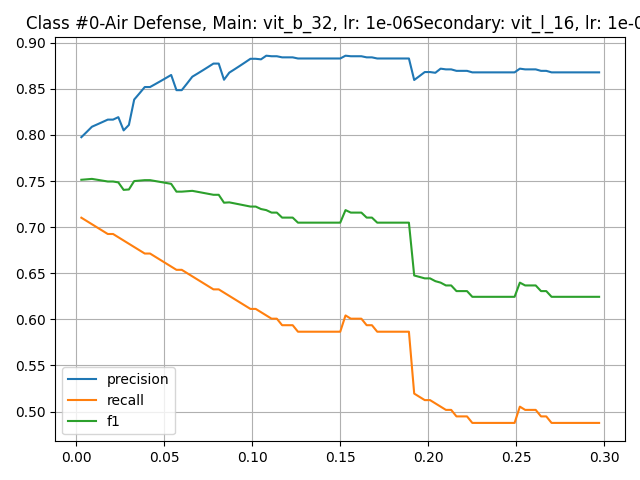 Class #0-Air Defense, Main: vit_b_32, lr: 1e-06Secondary: vit_l_16, lr: 1e-0
0.90
0.85
0.80
0.75
0.70
0.65
0.60
0.55
0.50
precision
recall
f1
0.00 0.05 0.10 0.15 0.20 0.25 0.30